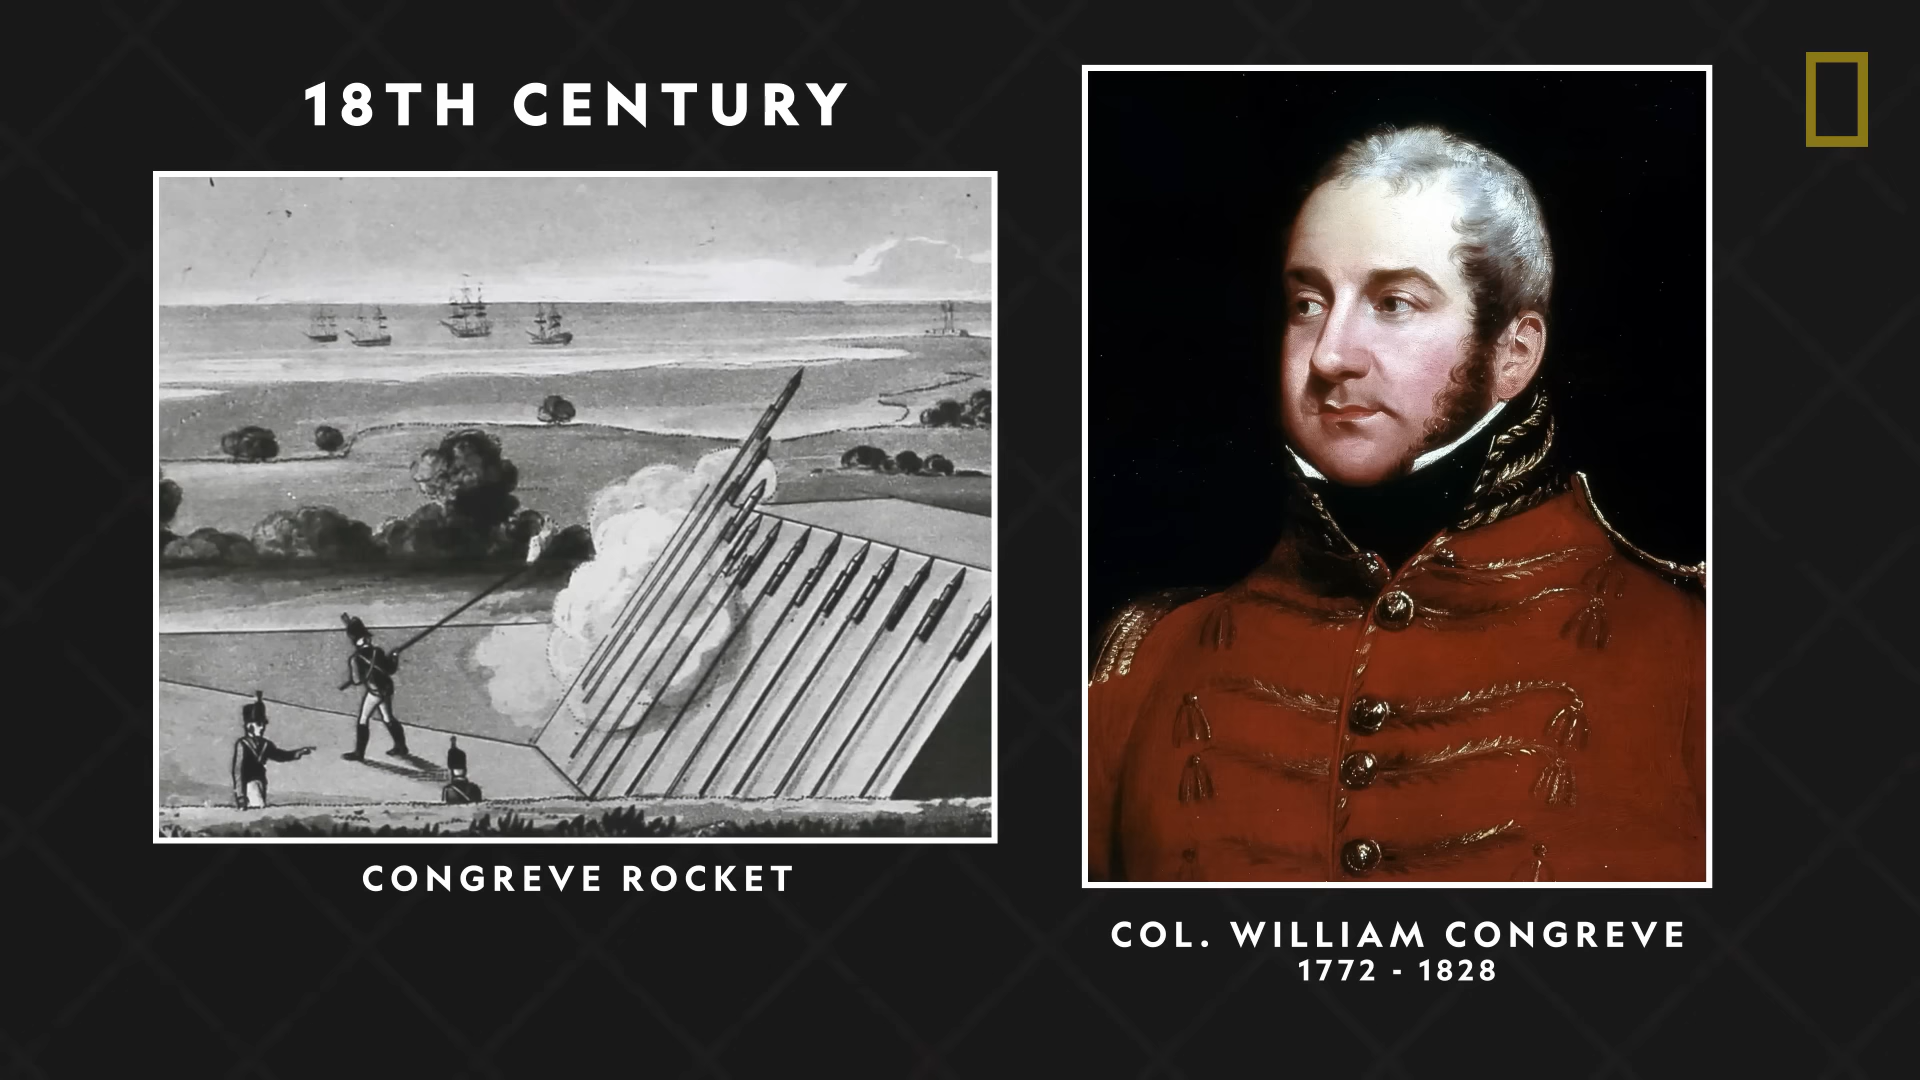 18TH CENTURY
CONGREVE ROCKET
COL. WILLIAM CONGREVE
1772 - 1828